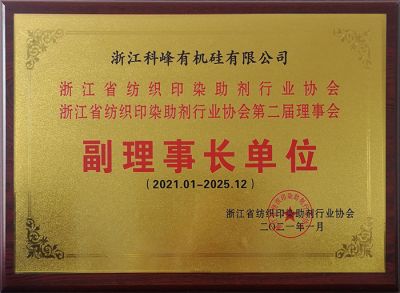 浙江科峰有机硅有限公司
浙江省纺织印染助剂行业协会
浙江省纺织印染助剂行业协会第二届理事会
副理事长单位
(2021.01-2025.12)
浙江省纺织印染助剂行业协会
二〇二一年一月